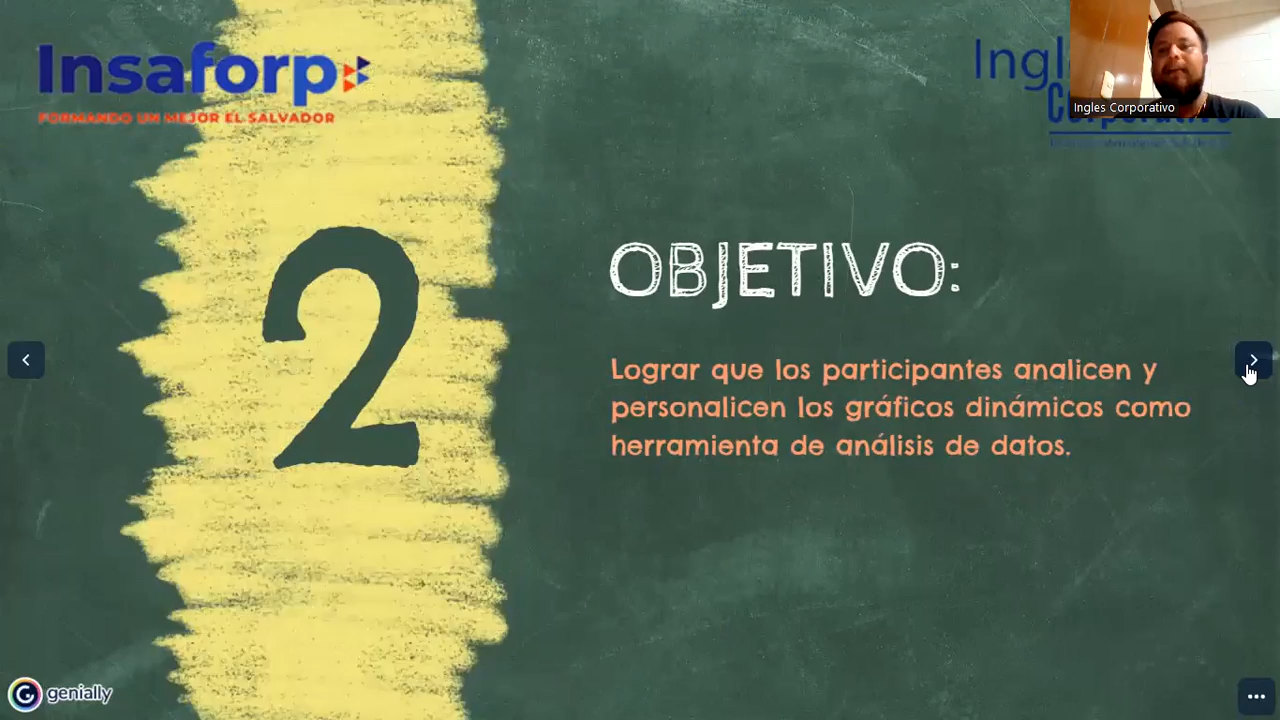 Insaforp
FORMANDO UN MEJOR EL SALVADOR
Ingles Corporativo
2
OBJETIVO:
Lograr que los participantes analicen y
personalicen los gráficos dinámicos como
herramienta de análisis de datos.
genially